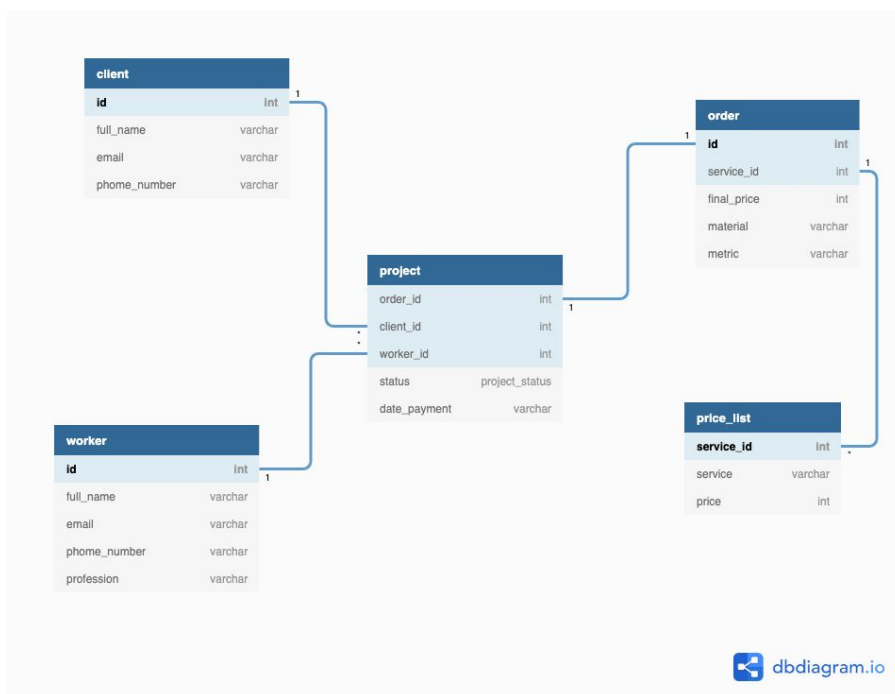 client
id int
full_name varchar
email varchar
phome_number varchar
1
order
id int
service_id int
final_price int
material varchar
metric varchar
1
1
project
order_id int
client_id int
worker_id int
status project_status
date_payment varchar
1
*
*
worker
id int
full_name varchar
email varchar
phome_number varchar
profession varchar
1
price_list
service_id int
service varchar
price int
*
dbdiagram.io